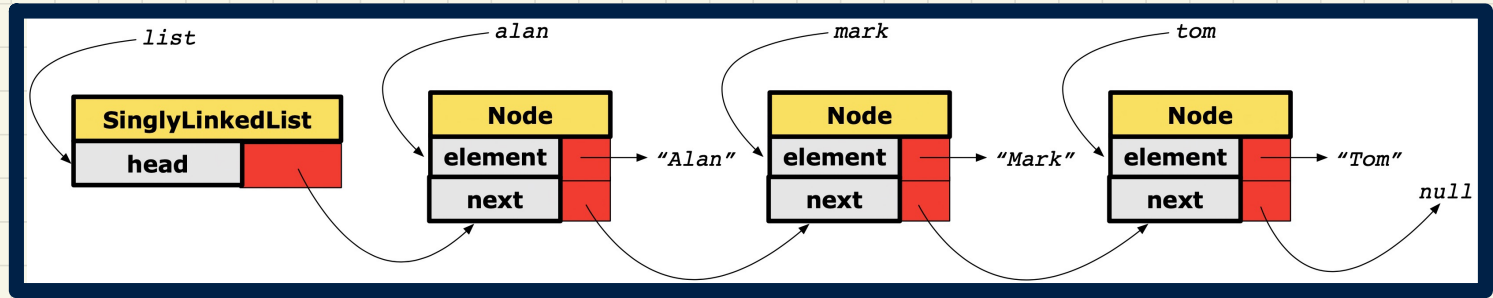 list
alan
mark
tom
SinglyLinkedList
head
Node
element
next
“Alan”
Node
element
next
“Mark”
Node
element
next
“Tom”
null